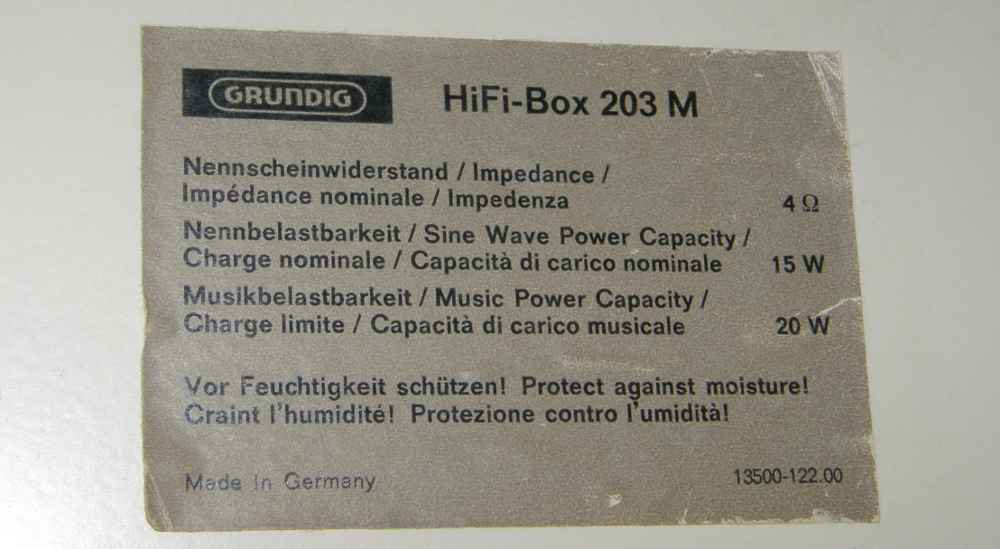 GRUNDIG HiFi-Box 203 M
Nennscheinwiderstand / Impedance /
Impédance nominale / Impedenza 4 Ω
Nennbelastbarkeit / Sine Wave Power Capacity /
Charge nominale / Capacità di carico nominale 15 W
Musikbelastbarkeit / Music Power Capacity /
Charge limite / Capacità di carico musicale 20 W
Vor Feuchtigkeit schützen! Protect against moisture!
Craint l'humidité! Protezione contro l'umidità!
Made in Germany 13500-122.00